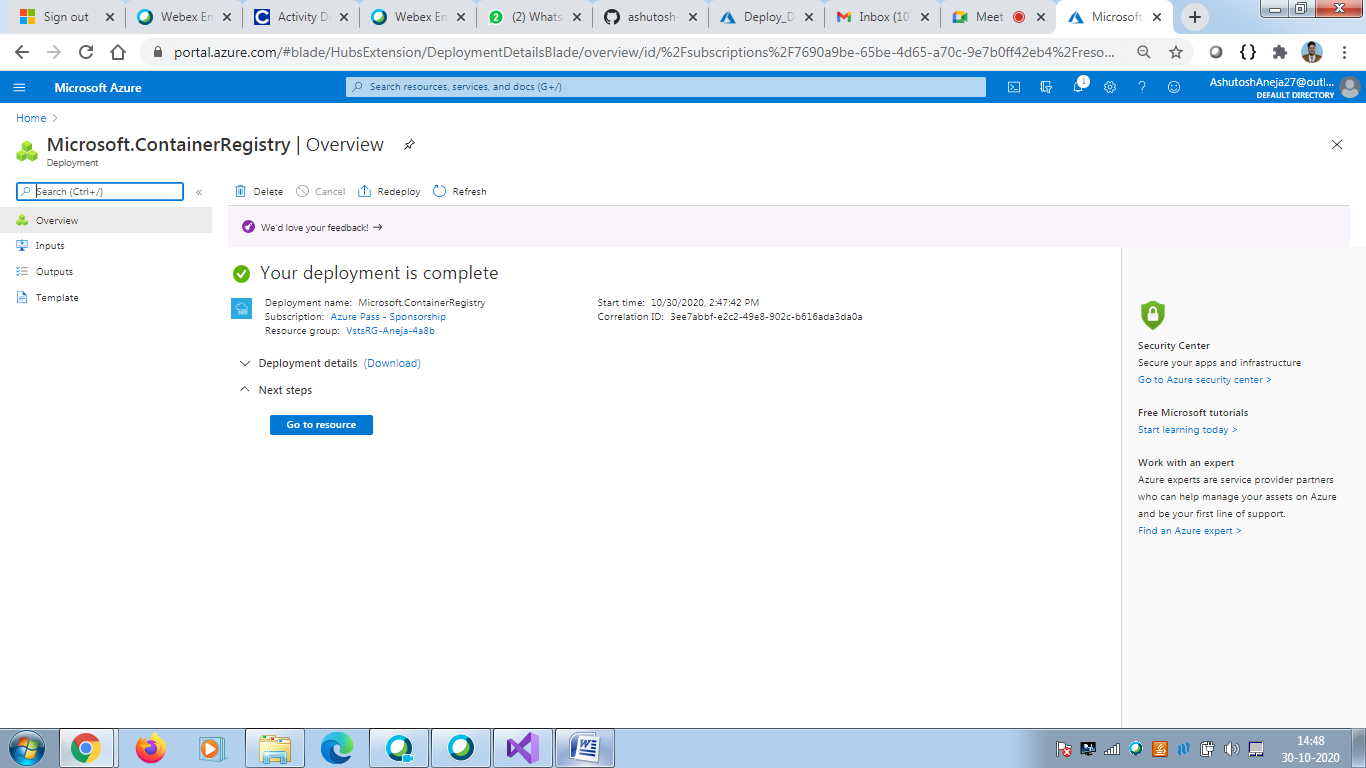 Sign out
Webex En
Activity D
Webex En
(2) Whats
ashutosh-
Deploy_D
Inbox (10
Meet
Microsoft
portal.azure.com/#blade/HubsExtension/DeploymentDetailsBlade/overview/id/%2Fsubscriptions%2F7690a9be-65be-4d65-a70c-9e7b0ff42eb4%2Freso...
Microsoft Azure
Search resources, services, and docs (G+/)
1
AshutoshAneja27@outl...
DEFAULT DIRECTORY
Home >
Microsoft.ContainerRegistry | Overview
Deployment
Search (Ctrl+/)
«
Delete
Cancel
Redeploy
Refresh
Overview
Inputs
Outputs
Template
We'd love your feedback! →
Your deployment is complete
Deployment name: Microsoft.ContainerRegistry
Subscription: Azure Pass - Sponsorship
Resource group: VstsRG-Aneja-4a8b
Start time: 10/30/2020, 2:47:42 PM
Correlation ID: 3ee7abbf-e2c2-49e8-902c-b616ada3da0a
Deployment details (Download)
Next steps
Go to resource
Security Center
Secure your apps and infrastructure
Go to Azure security center >
Free Microsoft tutorials
Start learning today >
Work with an expert
Azure experts are service provider partners
who can help manage your assets on Azure
and be your first line of support.
Find an Azure expert >
14:48
30-10-2020